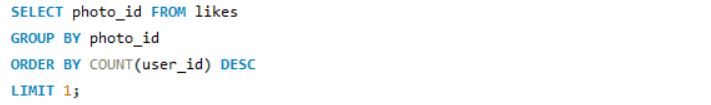 SELECT photo_id FROM likes
GROUP BY photo_id
ORDER BY COUNT(user_id) DESC
LIMIT 1;